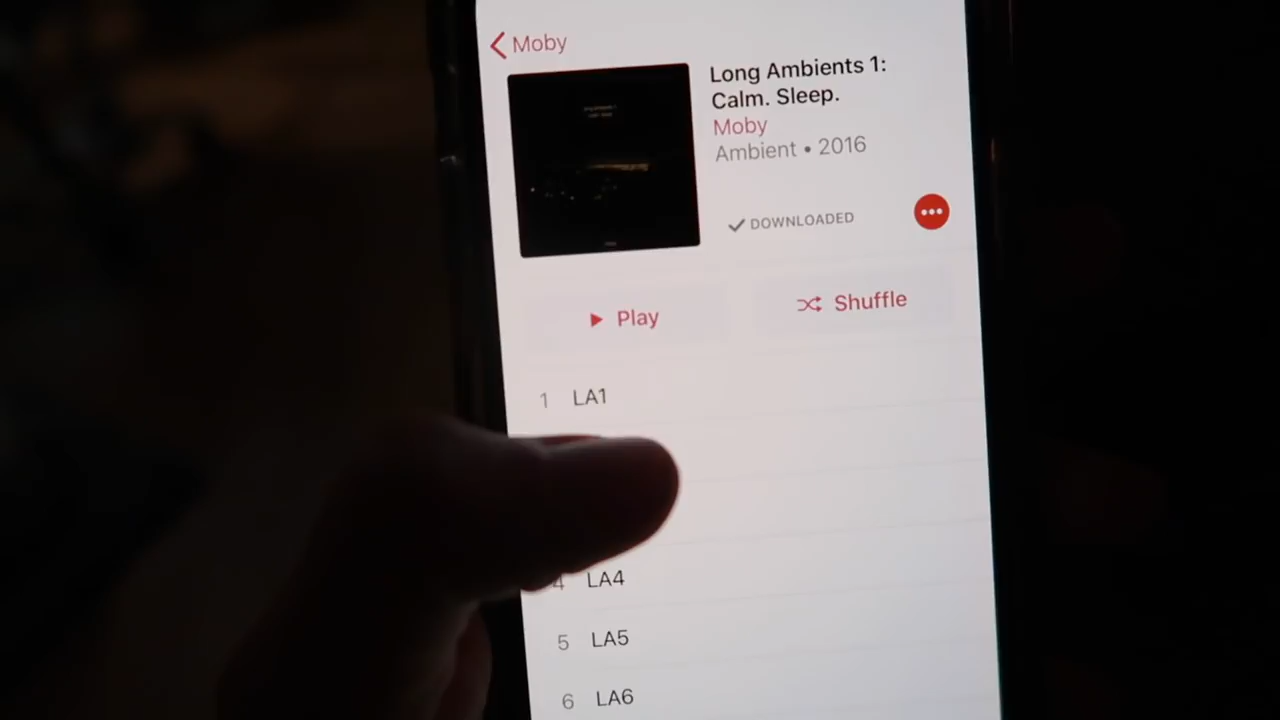 Moby
Long Ambients 1:
Calm. Sleep.
Moby
Ambient • 2016
DOWNLOADED
Play
Shuffle
1 LA1
4 LA4
5 LA5
6 LA6